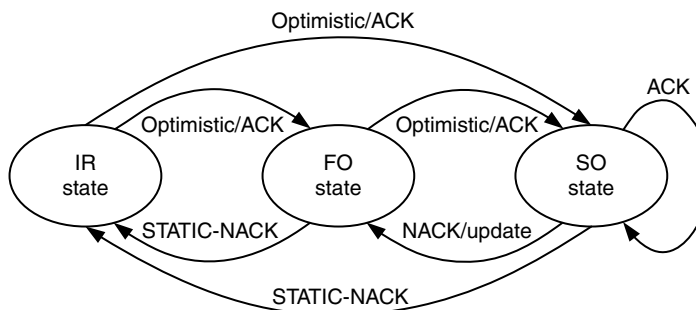 Optimistic/ACK
ACK
Optimistic/ACK
Optimistic/ACK
IR
state
FO
state
SO
state
STATIC-NACK
NACK/update
STATIC-NACK